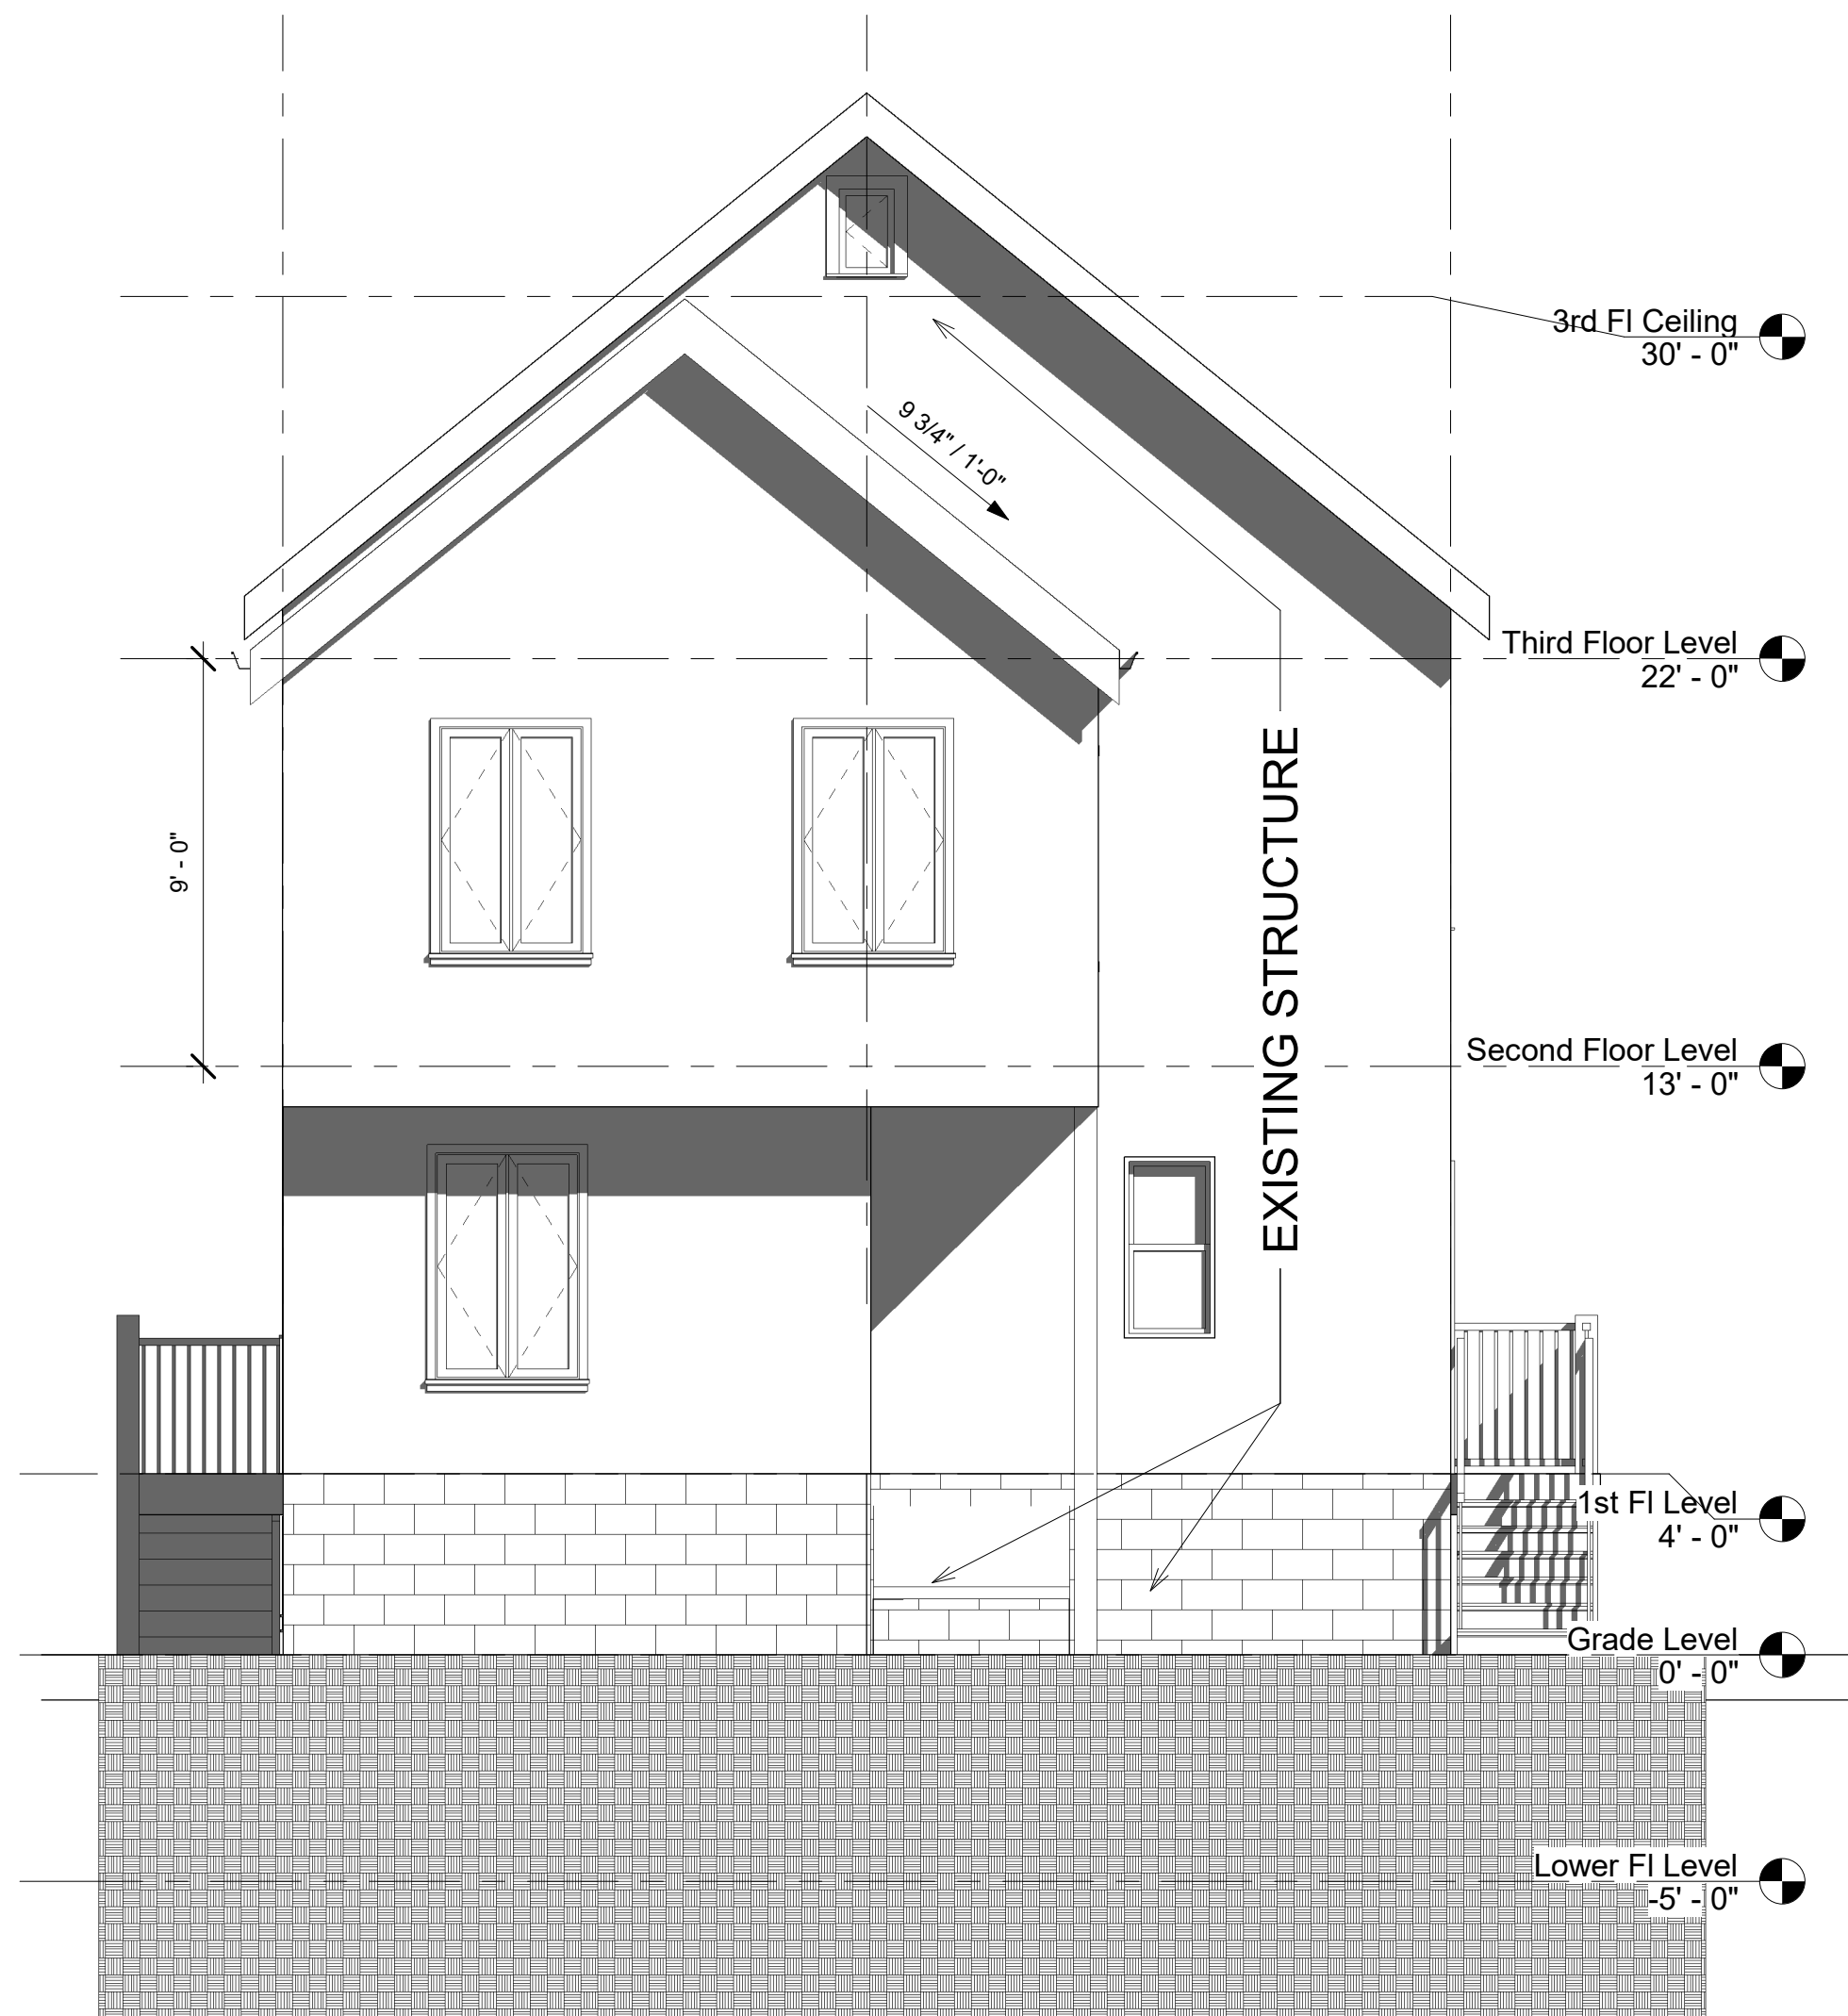 3rd Fl Ceiling
30' - 0"
9 3/4" / 1'-0"
Third Floor Level
22' - 0"
EXISTING STRUCTURE
9' - 0"
Second Floor Level
13' - 0"
1st Fl Level
4' - 0"
Grade Level
0' - 0"
Lower Fl Level
-5' - 0"